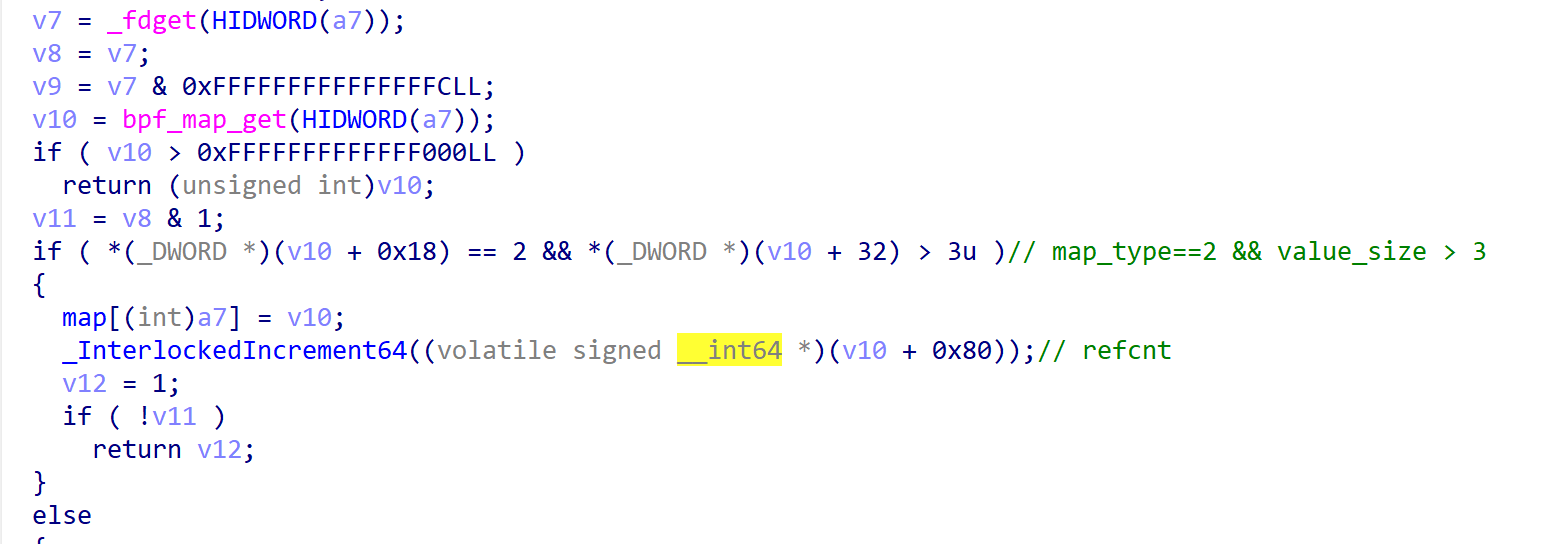 v7 = _fdget(HIDWORD(a7));
v8 = v7;
v9 = v7 & 0xFFFFFFFFFFFFFFFCLL;
v10 = bpf_map_get(HIDWORD(a7));
if ( v10 > 0xFFFFFFFFFFFFF000LL )
return (unsigned int)v10;
v11 = v8 & 1;
if ( *(_DWORD *)(v10 + 0x18) == 2 && *(_DWORD *)(v10 + 32) > 3u )// map_type==2 && value_size > 3
{
map[(int)a7] = v10;
_InterlockedIncrement64((volatile signed __int64 *)(v10 + 0x80));// refcnt
v12 = 1;
if ( !v11 )
return v12;
}
else